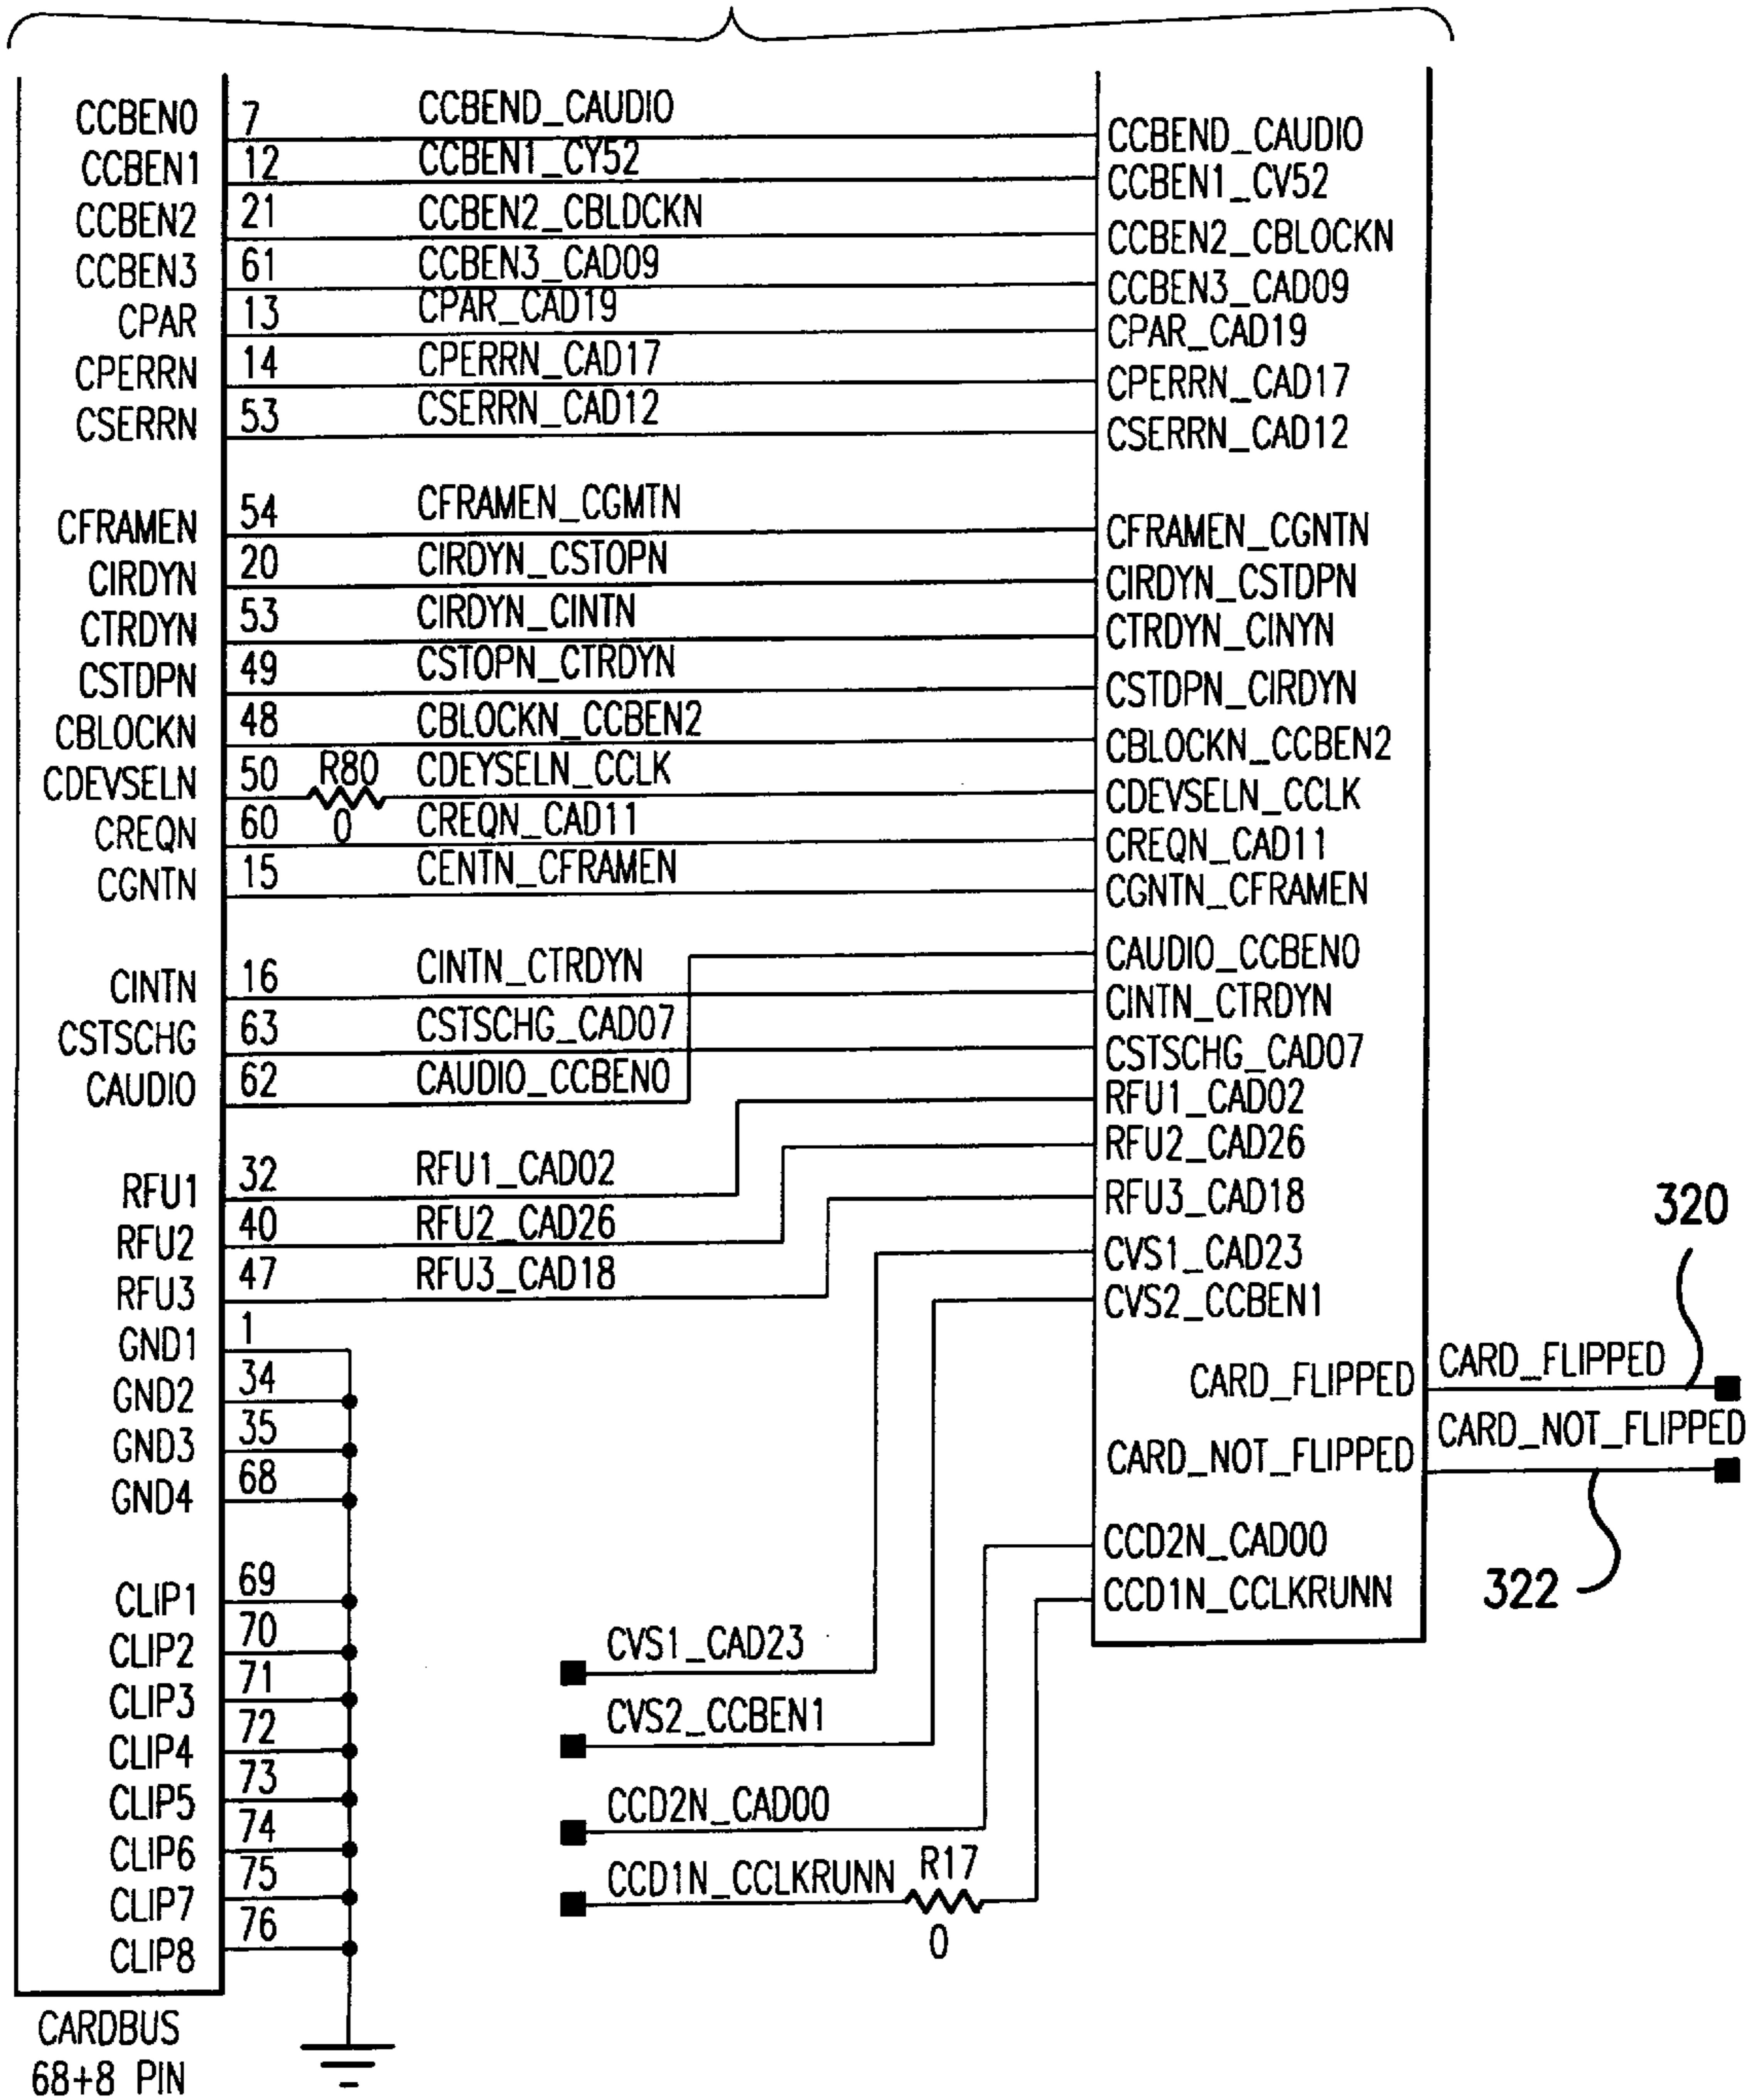 CCBEN0 7 CCBEND_CAUDIO CCBEND_CAUDIO
CCBEN1 12 CCBEN1_CY52 CCBEN1_CV52
CCBEN2 21 CCBEN2_CBLDCKN CCBEN2_CBLOCKN
CCBEN3 61 CCBEN3_CAD09 CCBEN3_CAD09
CPAR 13 CPAR_CAD19 CPAR_CAD19
CPERRN 14 CPERRN_CAD17 CPERRN_CAD17
CSERRN 53 CSERRN_CAD12 CSERRN_CAD12
CFRAMEN 54 CFRAMEN_CGMTN CFRAMEN_CGNTN
CIRDYN 20 CIRDYN_CSTOPN CIRDYN_CSTDPN
CTRDYN 53 CIRDYN_CINTN CTRDYN_CINYN
CSTDPN 49 CSTOPN_CTRDYN CSTDPN_CIRDYN
CBLOCKN 48 CBLOCKN_CCBEN2 CBLOCKN_CCBEN2
CDEVSELN 50 R80 0 CDEYSELN_CCLK CDEVSELN_CCLK
CREQN 60 CREQN_CAD11 CREQN_CAD11
CGNTN 15 CENTN_CFRAMEN CGNTN_CFRAMEN
CAUDIO_CCBEN0
CINTN 16 CINTN_CTRDYN CINTN_CTRDYN
CSTSCHG 63 CSTSCHG_CAD07 CSTSCHG_CAD07
CAUDIO 62 CAUDIO_CCBEN0
RFU1_CAD02
RFU2_CAD26
RFU1 32 RFU1_CAD02 RFU3_CAD18
RFU2 40 RFU2_CAD26
RFU3 47 RFU3_CAD18
CVS1_CAD23
CVS2_CCBEN1
320
GND1 1
GND2 34
GND3 35
GND4 68
CARD_FLIPPED CARD_FLIPPED
CARD_NOT_FLIPPED CARD_NOT_FLIPPED
CCD2N_CAD00
CCD1N_CCLKRUNN
322
CLIP1 69
CLIP2 70
CLIP3 71
CLIP4 72
CLIP5 73
CLIP6 74
CLIP7 75
CLIP8 76
CVS1_CAD23
CVS2_CCBEN1
CCD2N_CAD00
CCD1N_CCLKRUNN R17
0
CARDBUS
68+8 PIN